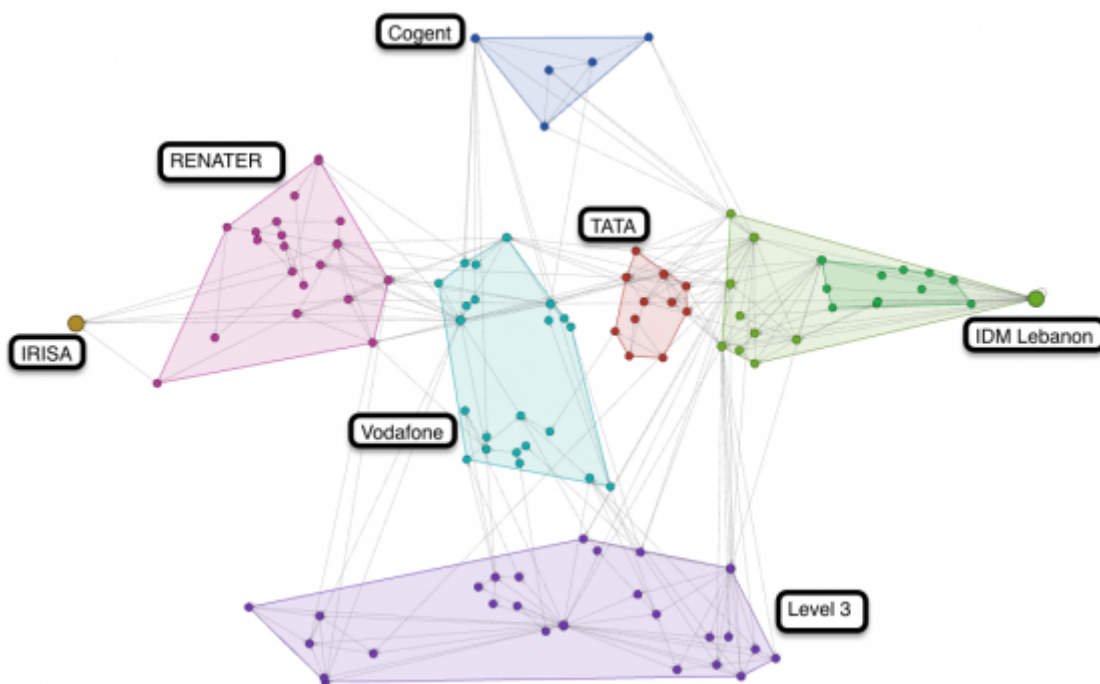 Cogent
RENATER
TATA
IRISA
IDM Lebanon
Vodafone
Level 3